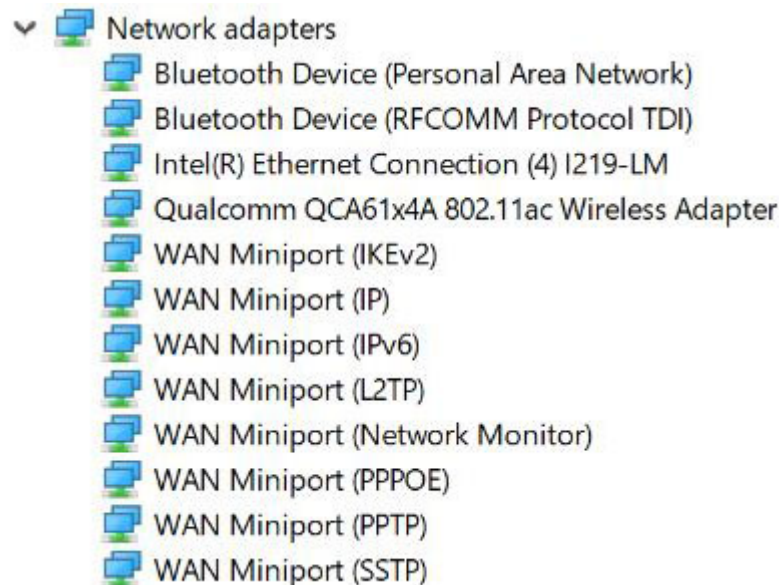 Network adapters
Bluetooth Device (Personal Area Network)
Bluetooth Device (RFCOMM Protocol TDI)
Intel(R) Ethernet Connection (4) I219-LM
Qualcomm QCA61x4A 802.11ac Wireless Adapter
WAN Miniport (IKEv2)
WAN Miniport (IP)
WAN Miniport (IPv6)
WAN Miniport (L2TP)
WAN Miniport (Network Monitor)
WAN Miniport (PPPOE)
WAN Miniport (PPTP)
WAN Miniport (SSTP)